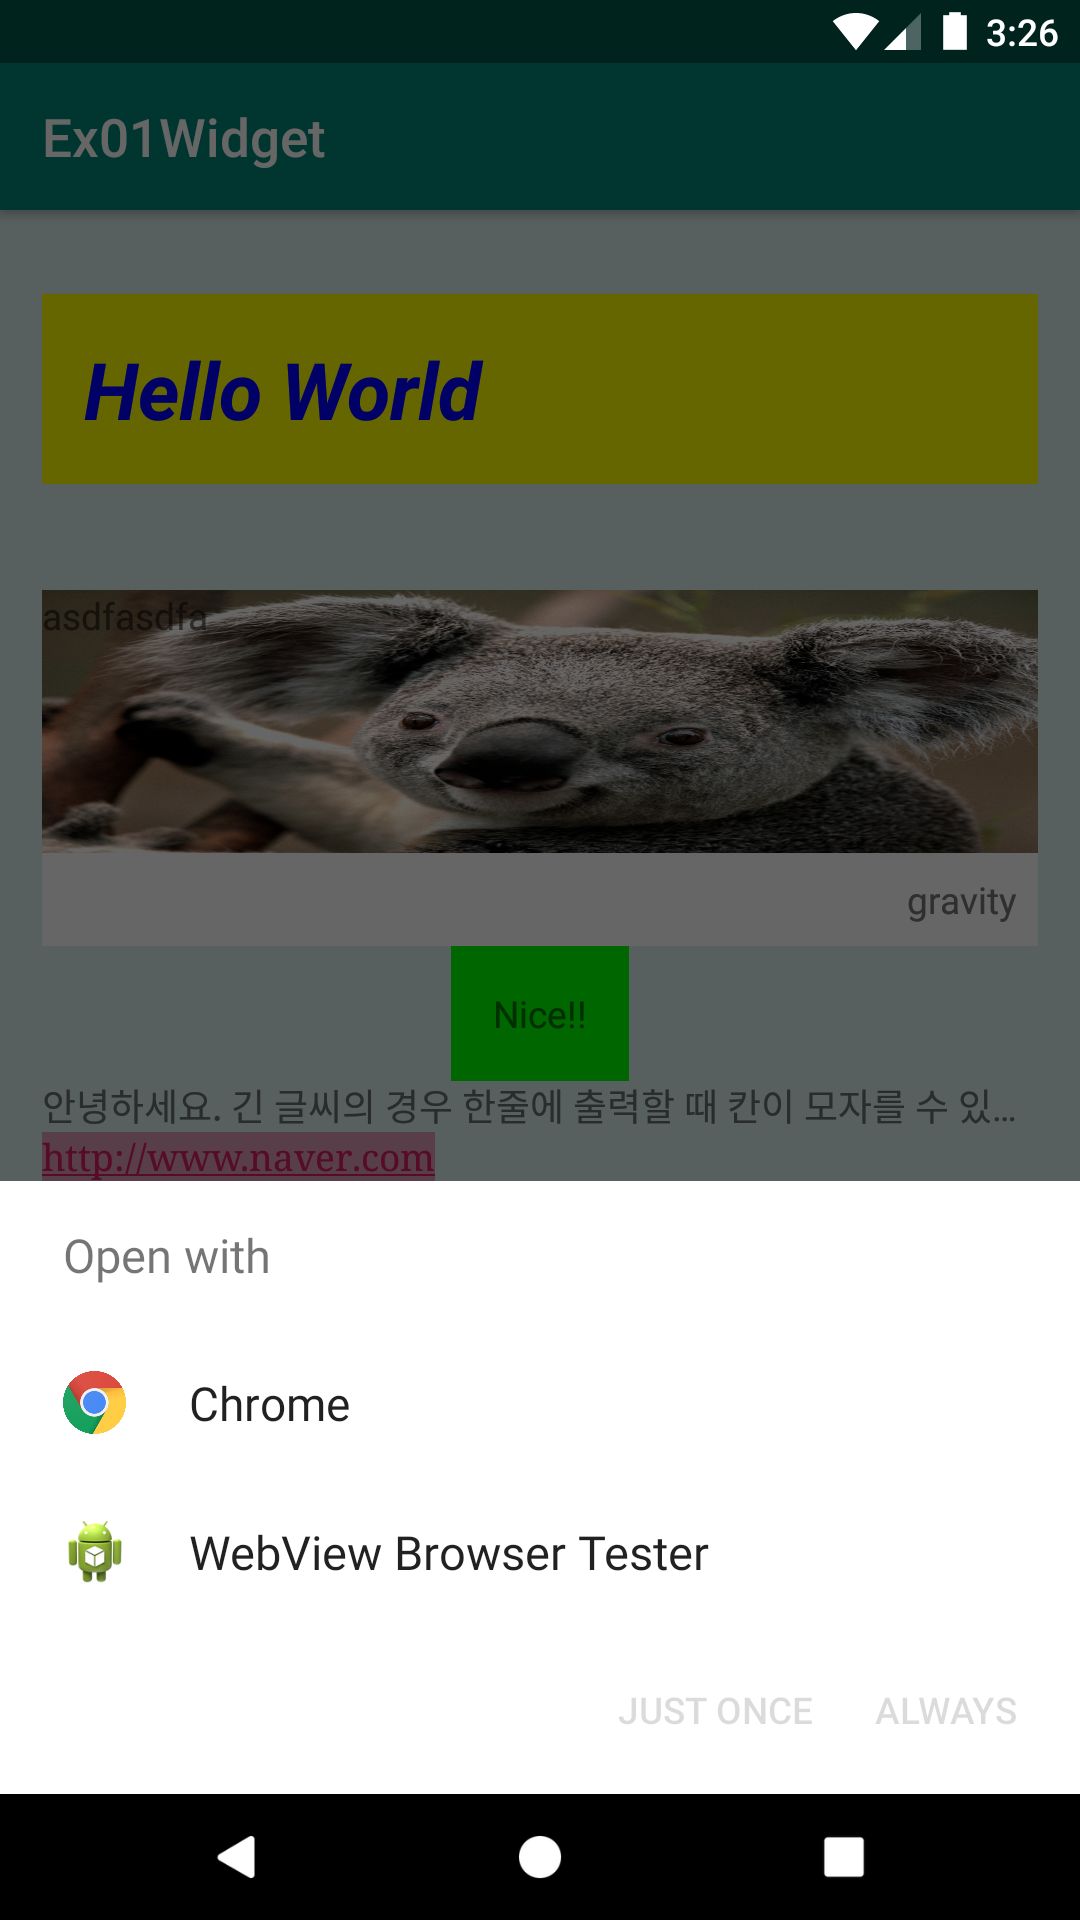 3:26
Ex01Widget
Hello World
asdfasdfa
gravity
Nice!!
안녕하세요. 긴 글씨의 경우 한줄에 출력할 때 칸이 모자를 수 있...
http://www.naver.com
Open with
Chrome
WebView Browser Tester
JUST ONCE ALWAYS